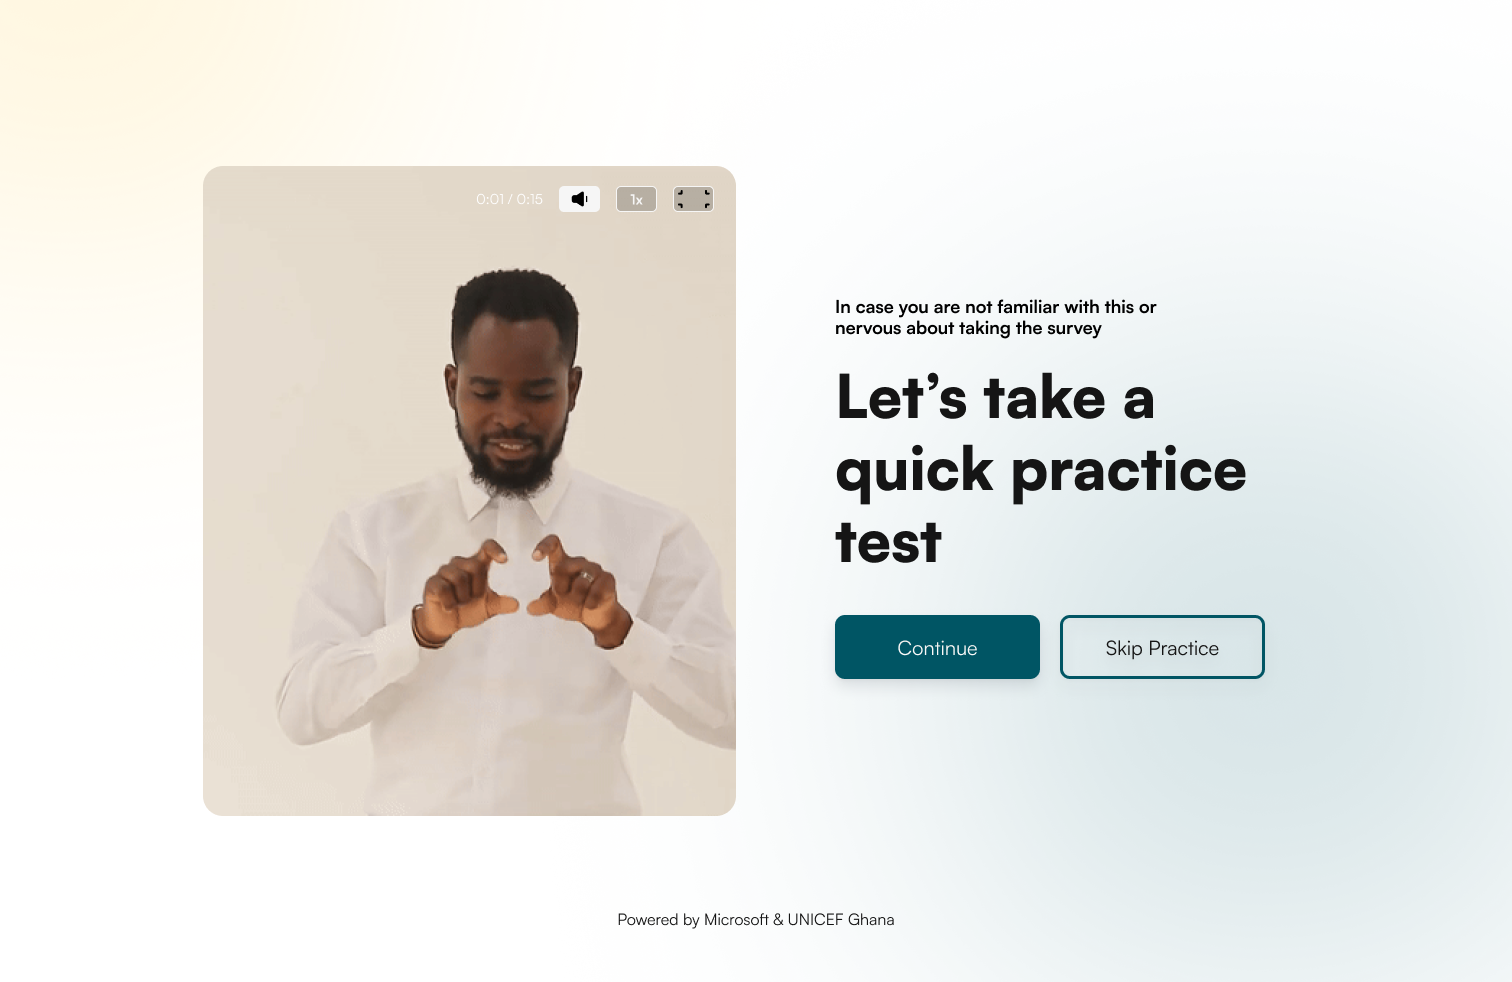 0:01 / 0:15
1x
In case you are not familiar with this or
nervous about taking the survey
Let’s take a
quick practice
test
Continue
Skip Practice
Powered by Microsoft & UNICEF Ghana